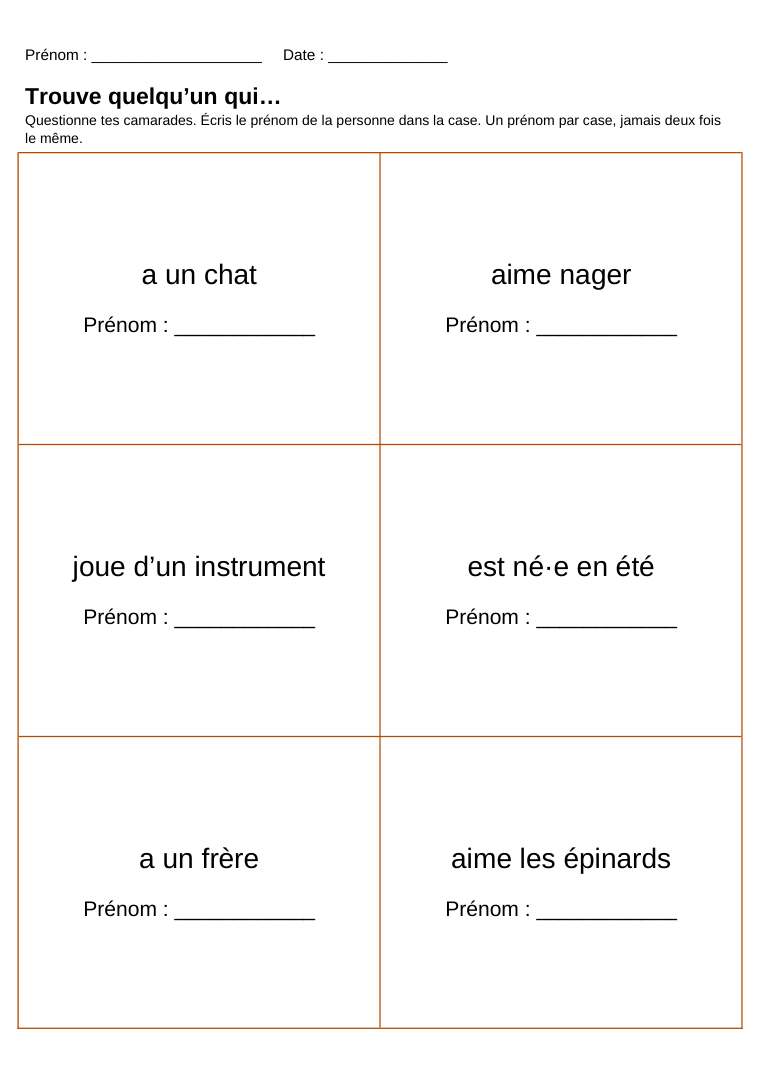 Prénom : ____________________ Date : ______________
Trouve quelqu’un qui…
Questionne tes camarades. Écris le prénom de la personne dans la case. Un prénom par case, jamais deux fois
le même.
a un chat
Prénom : ____________
aime nager
Prénom : ____________
joue d’un instrument
Prénom : ____________
est né·e en été
Prénom : ____________
a un frère
Prénom : ____________
aime les épinards
Prénom : ____________